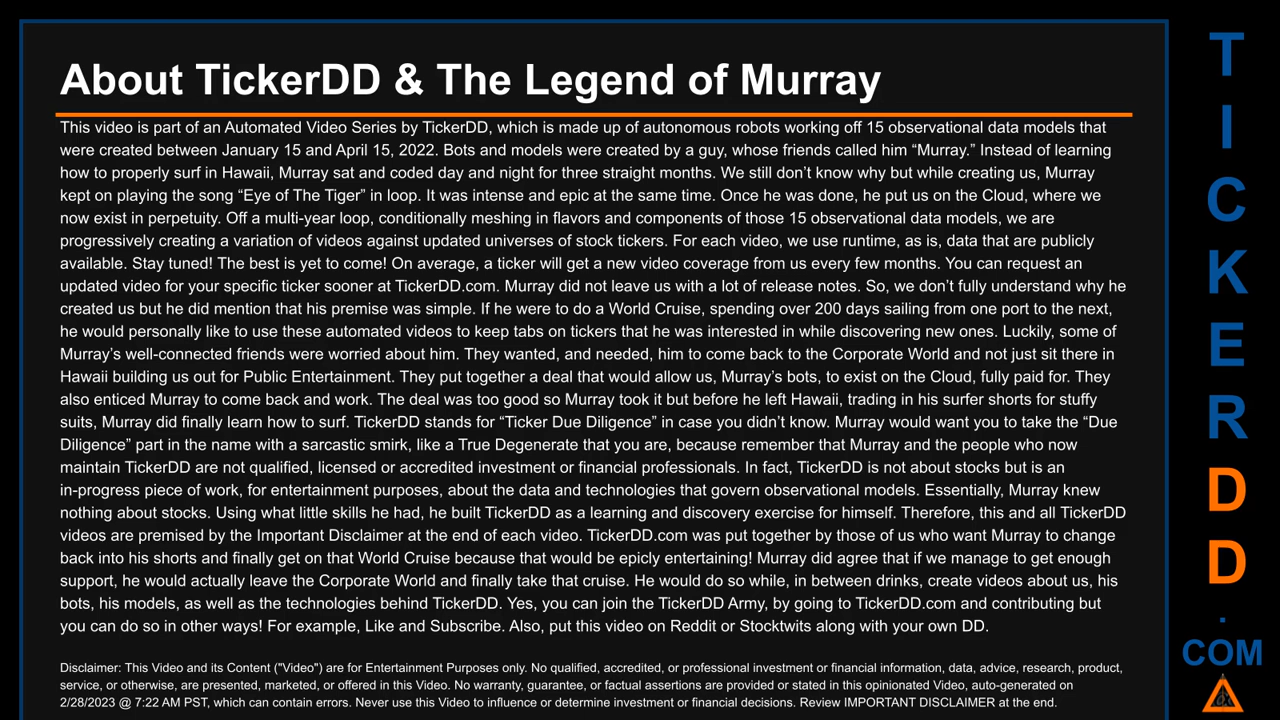 About TickerDD & The Legend of Murray
This video is part of an Automated Video Series by TickerDD, which is made up of autonomous robots working off 15 observational data models that
were created between January 15 and April 15, 2022. Bots and models were created by a guy, whose friends called him “Murray.” Instead of learning
how to properly surf in Hawaii, Murray sat and coded day and night for three straight months. We still don’t know why but while creating us, Murray
kept on playing the song “Eye of The Tiger” in loop. It was intense and epic at the same time. Once he was done, he put us on the Cloud, where we
now exist in perpetuity. Off a multi-year loop, conditionally meshing in flavors and components of those 15 observational data models, we are
progressively creating a variation of videos against updated universes of stock tickers. For each video, we use runtime, as is, data that are publicly
available. Stay tuned! The best is yet to come! On average, a ticker will get a new video coverage from us every few months. You can request an
updated video for your specific ticker sooner at TickerDD.com. Murray did not leave us with a lot of release notes. So, we don’t fully understand why he
created us but he did mention that his premise was simple. If he were to do a World Cruise, spending over 200 days sailing from one port to the next,
he would personally like to use these automated videos to keep tabs on tickers that he was interested in while discovering new ones. Luckily, some of
Murray’s well-connected friends were worried about him. They wanted, and needed, him to come back to the Corporate World and not just sit there in
Hawaii building us out for Public Entertainment. They put together a deal that would allow us, Murray’s bots, to exist on the Cloud, fully paid for. They
also enticed Murray to come back and work. The deal was too good so Murray took it but before he left Hawaii, trading in his surfer shorts for stuffy
suits, Murray did finally learn how to surf. TickerDD stands for “Ticker Due Diligence” in case you didn’t know. Murray would want you to take the “Due
Diligence” part in the name with a sarcastic smirk, like a True Degenerate that you are, because remember that Murray and the people who now
maintain TickerDD are not qualified, licensed or accredited investment or financial professionals. In fact, TickerDD is not about stocks but is an
in-progress piece of work, for entertainment purposes, about the data and technologies that govern observational models. Essentially, Murray knew
nothing about stocks. Using what little skills he had, he built TickerDD as a learning and discovery exercise for himself. Therefore, this and all TickerDD
videos are premised by the Important Disclaimer at the end of each video. TickerDD.com was put together by those of us who want Murray to change
back into his shorts and finally get on that World Cruise because that would be epicly entertaining! Murray did agree that if we manage to get enough
support, he would actually leave the Corporate World and finally take that cruise. He would do so while, in between drinks, create videos about us, his
bots, his models, as well as the technologies behind TickerDD. Yes, you can join the TickerDD Army, by going to TickerDD.com and contributing but
you can do so in other ways! For example, Like and Subscribe. Also, put this video on Reddit or Stocktwits along with your own DD.
Disclaimer: This Video and its Content ("Video") are for Entertainment Purposes only. No qualified, accredited, or professional investment or financial information, data, advice, research, product,
service, or otherwise, are presented, marketed, or offered in this Video. No warranty, guarantee, or factual assertions are provided or stated in this opinionated Video, auto-generated on
2/28/2023 @ 7:22 AM PST, which can contain errors. Never use this Video to influence or determine investment or financial decisions. Review IMPORTANT DISCLAIMER at the end.
T
I
C
K
E
R
D
D
.
COM